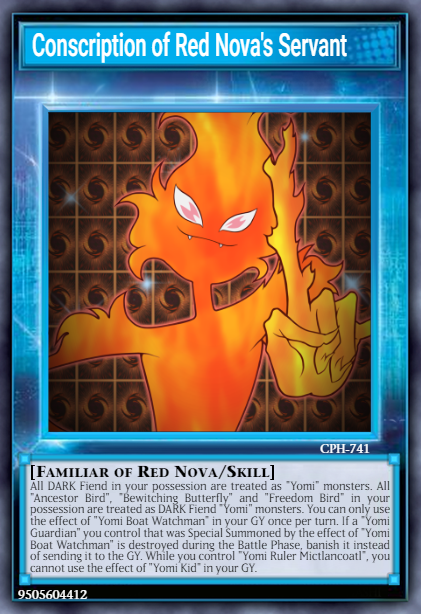 Conscription of Red Nova's Servant
CPH-741
[Familiar of Red Nova/Skill]
All DARK Fiend in your possession are treated as "Yomi" monsters. All
"Ancestor Bird", "Bewitching Butterfly" and "Freedom Bird" in your
possession are treated as DARK Fiend "Yomi" monsters. You can only use
the effect of "Yomi Boat Watchman" in your GY once per turn. If a "Yomi
Guardian" you control that was Special Summoned by the effect of "Yomi
Boat Watchman" is destroyed during the Battle Phase, banish it instead
of sending it to the GY. While you control "Yomi Ruler Mictlancoatl", you
cannot use the effect of "Yomi Kid" in your GY.
9505604412